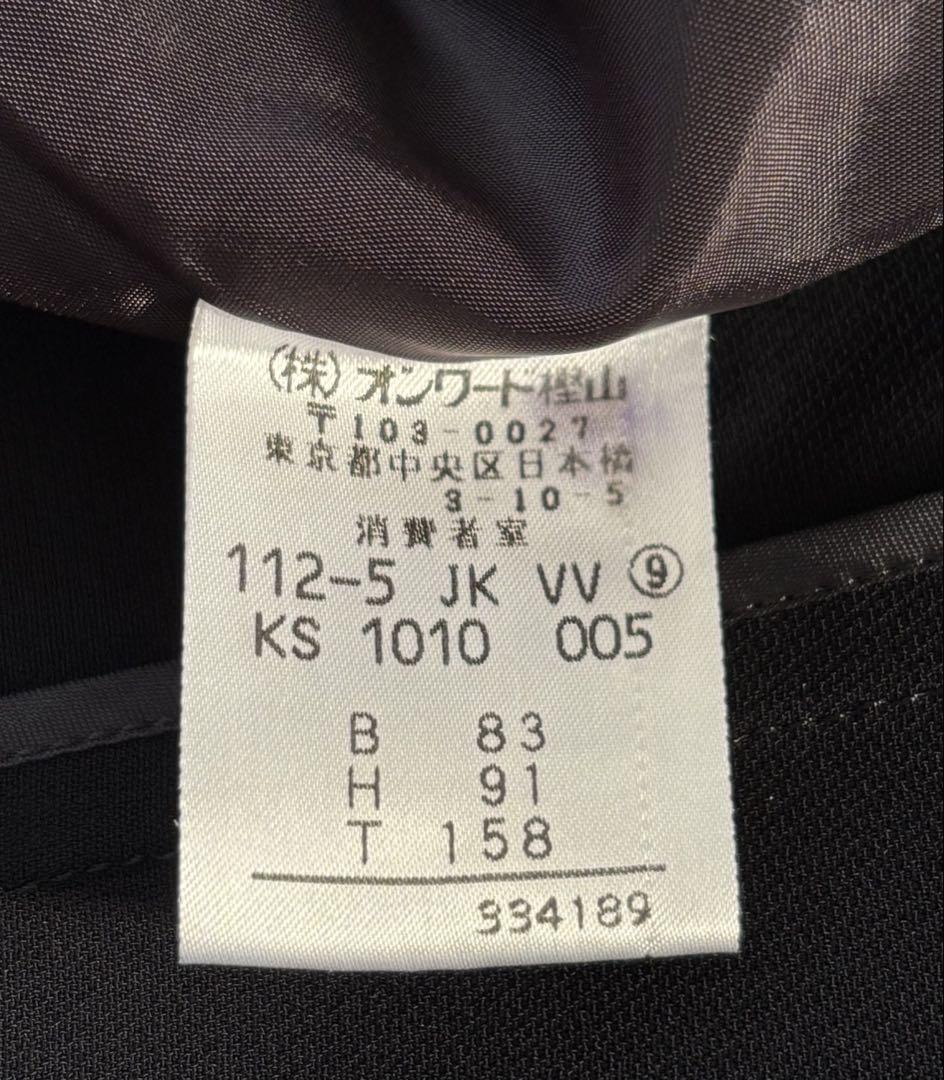 (株)オンワード樫山
〒103-0027
東京都中央区日本橋
3-10-5
消費者室
112-5 JK VV ⑨
KS 1010 005
B 83
H 91
T 158
334189